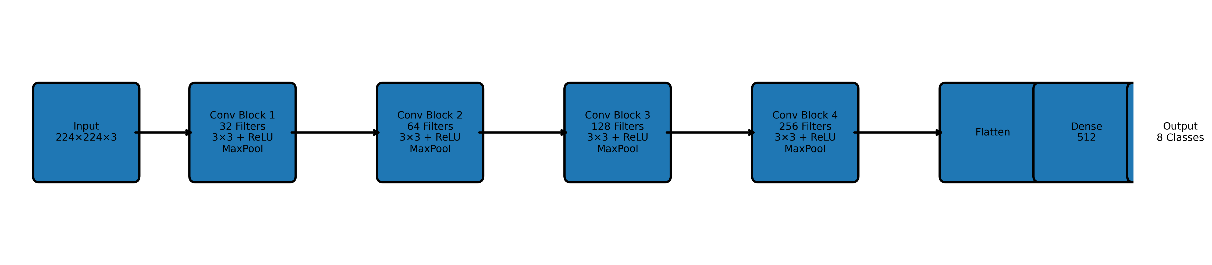 Input
224×224×3
Conv Block 1
32 Filters
3×3 + ReLU
MaxPool
Conv Block 2
64 Filters
3×3 + ReLU
MaxPool
Conv Block 3
128 Filters
3×3 + ReLU
MaxPool
Conv Block 4
256 Filters
3×3 + ReLU
MaxPool
Flatten
Dense
512
Output
8 Classes